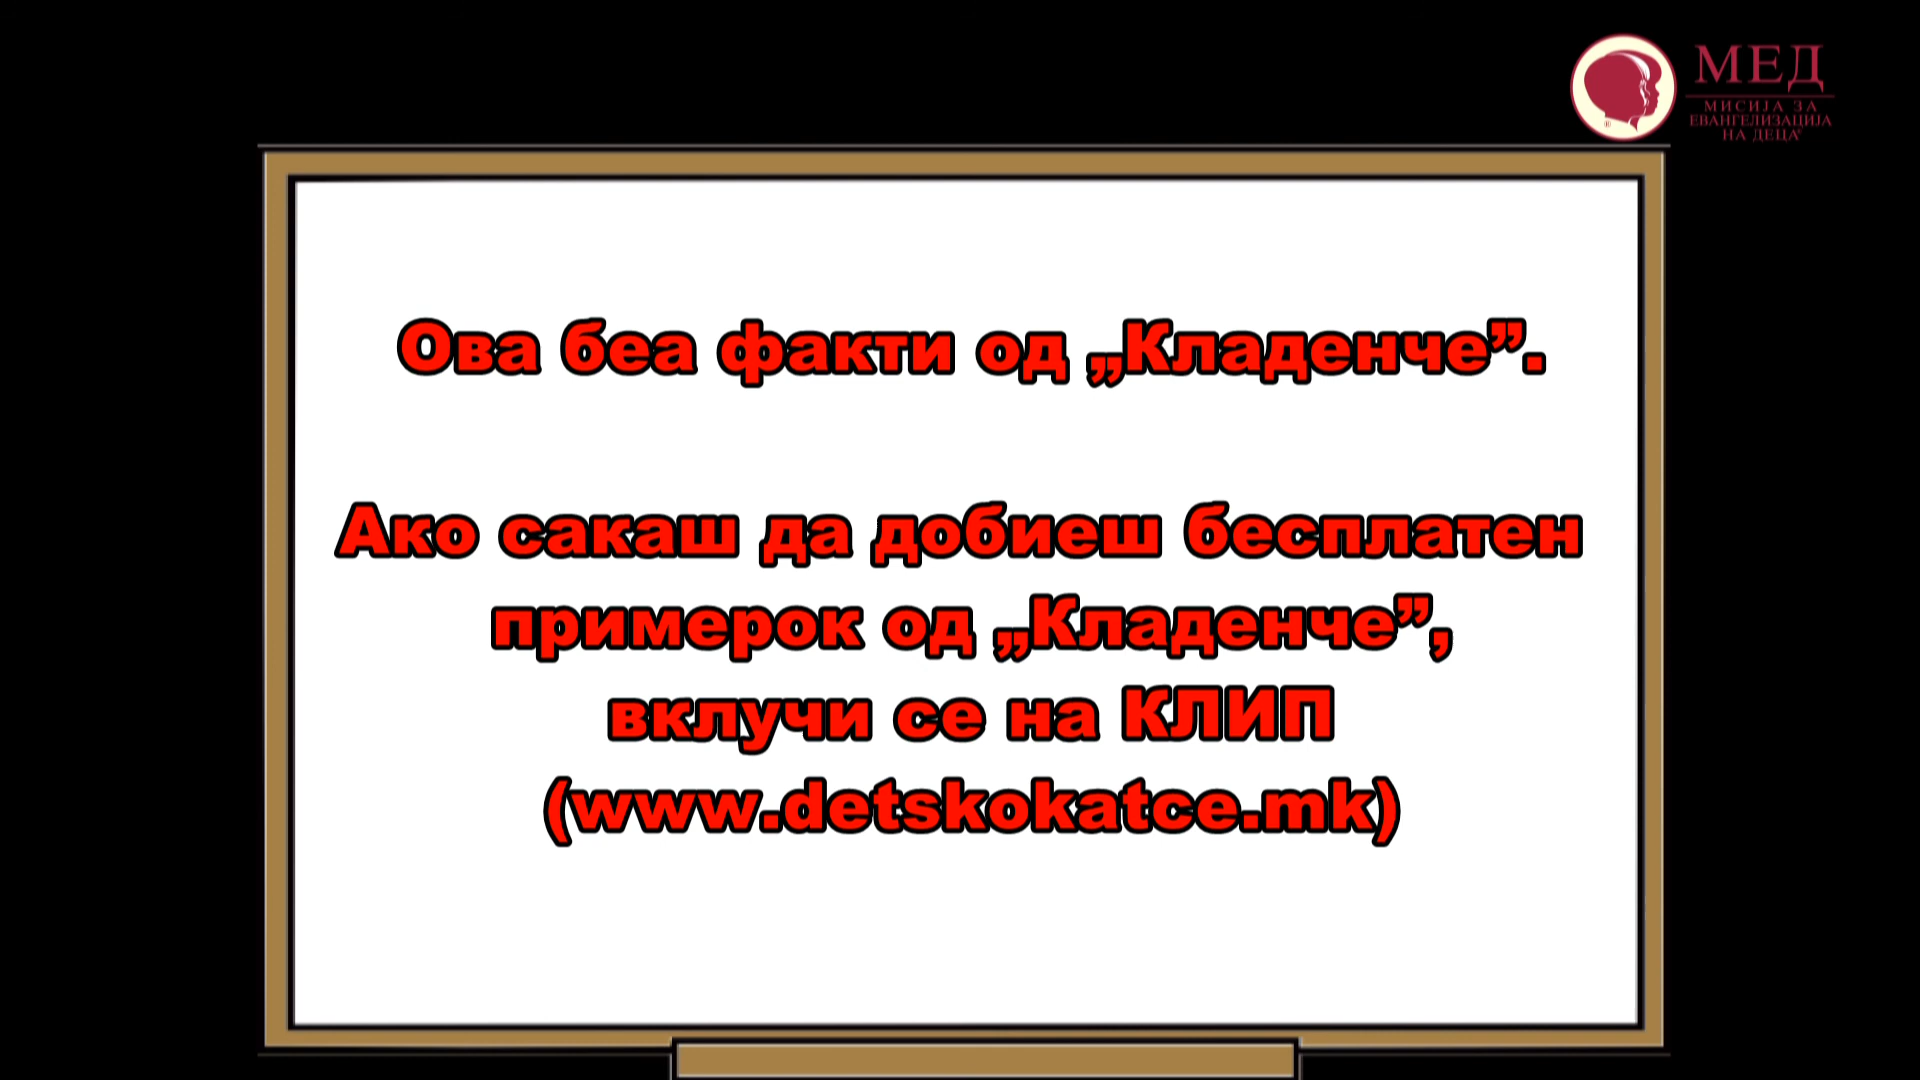 МЕД
МИСИЈА ЗА
ЕВАНГЕЛИЗАЦИЈА
НА ДЕЦА®
Ова беа факти од „Кладенче”.
Ако сакаш да добиеш бесплатен
примерок од „Кладенче”,
вклучи се на КЛИП
(www.detskokatce.mk)